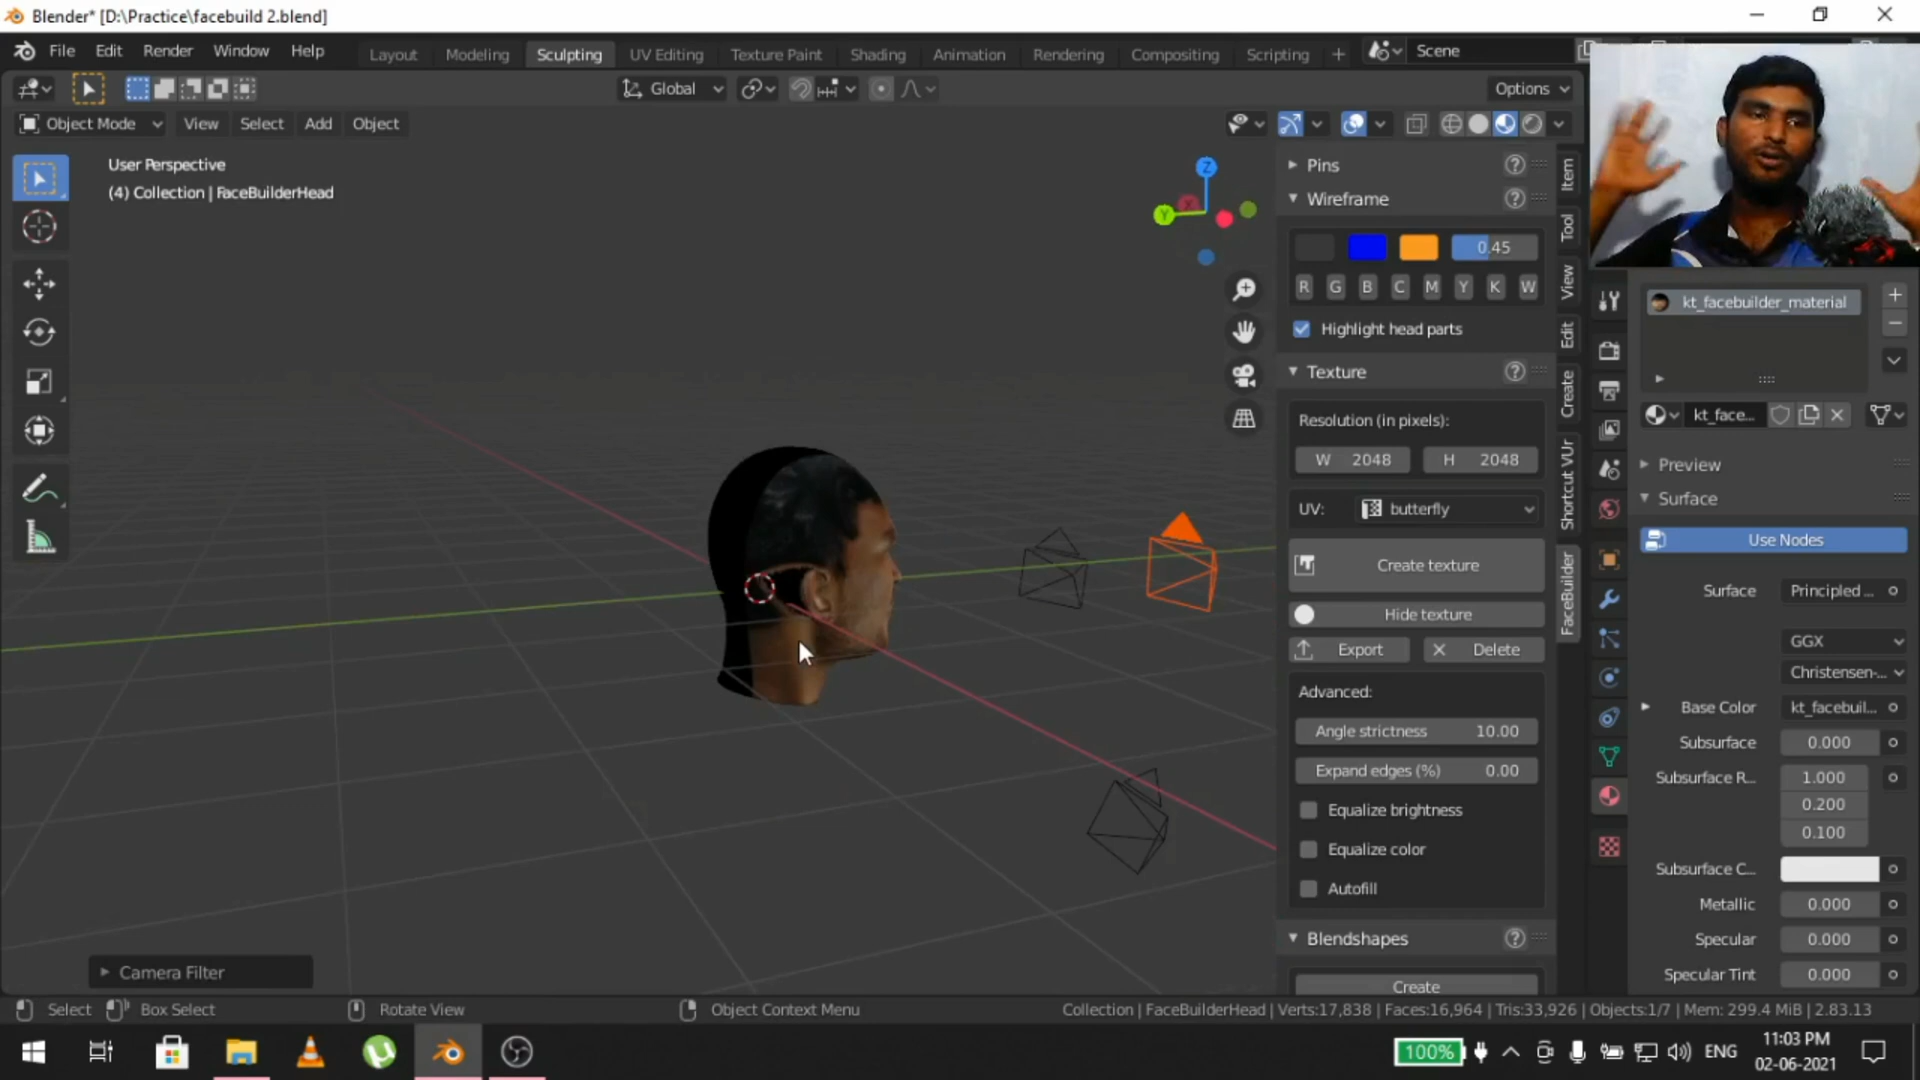 Blender* [D:\Practice\facebuild 2.blend]
File Edit Render Window Help
Layout Modeling Sculpting UV Editing Texture Paint Shading Animation Rendering Compositing Scripting +
Scene
Global
Options
Object Mode View Select Add Object
User Perspective
(4) Collection | FaceBuilderHead
Z
Y
X
Pins
Wireframe
0.45
R G B C M Y K W
Highlight head parts
Texture
Resolution (in pixels):
W 2048 H 2048
UV: butterfly
Create texture
Hide texture
Export Delete
Advanced:
Angle strictness 10.00
Expand edges (%) 0.00
Equalize brightness
Equalize color
Autofill
Blendshapes
Create
Item
Tool
View
Edit
Create
Shortcut VUr
FaceBuilder
kt_facebuilder_material
kt_face...
Preview
Surface
Use Nodes
Surface Principled ...
GGX
Christensen-...
Base Color kt_facebuil...
Subsurface 0.000
Subsurface R... 1.000
0.200
0.100
Subsurface C...
Metallic 0.000
Specular 0.000
Specular Tint 0.000
Camera Filter
Select Box Select Rotate View Object Context Menu
Collection | FaceBuilderHead | Verts:17,838 | Faces:16,964 | Tris:33,926 | Objects:1/7 | Mem: 299.4 MiB | 2.83.13
100% ENG
11:03 PM
02-06-2021